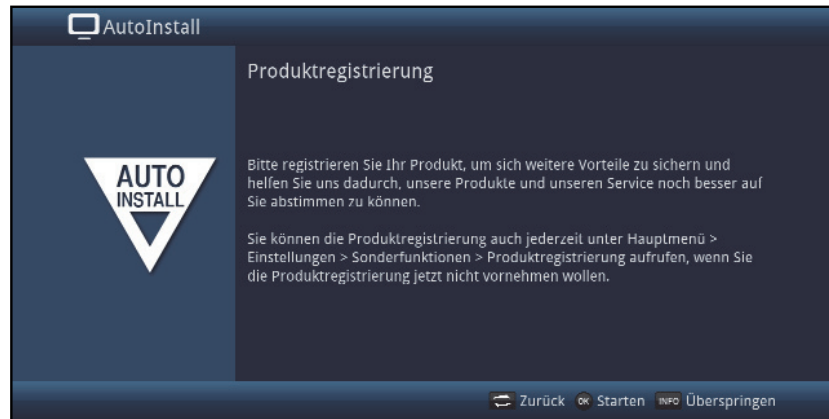 AutoInstall
Produktregistrierung
AUTO
INSTALL
Bitte registrieren Sie Ihr Produkt, um sich weitere Vorteile zu sichern und
helfen Sie uns dadurch, unsere Produkte und unseren Service noch besser auf
Sie abstimmen zu können.
Sie können die Produktregistrierung auch jederzeit unter Hauptmenü >
Einstellungen > Sonderfunktionen > Produktregistrierung aufrufen, wenn Sie
die Produktregistrierung jetzt nicht vornehmen wollen.
Zurück OK Starten INFO Überspringen